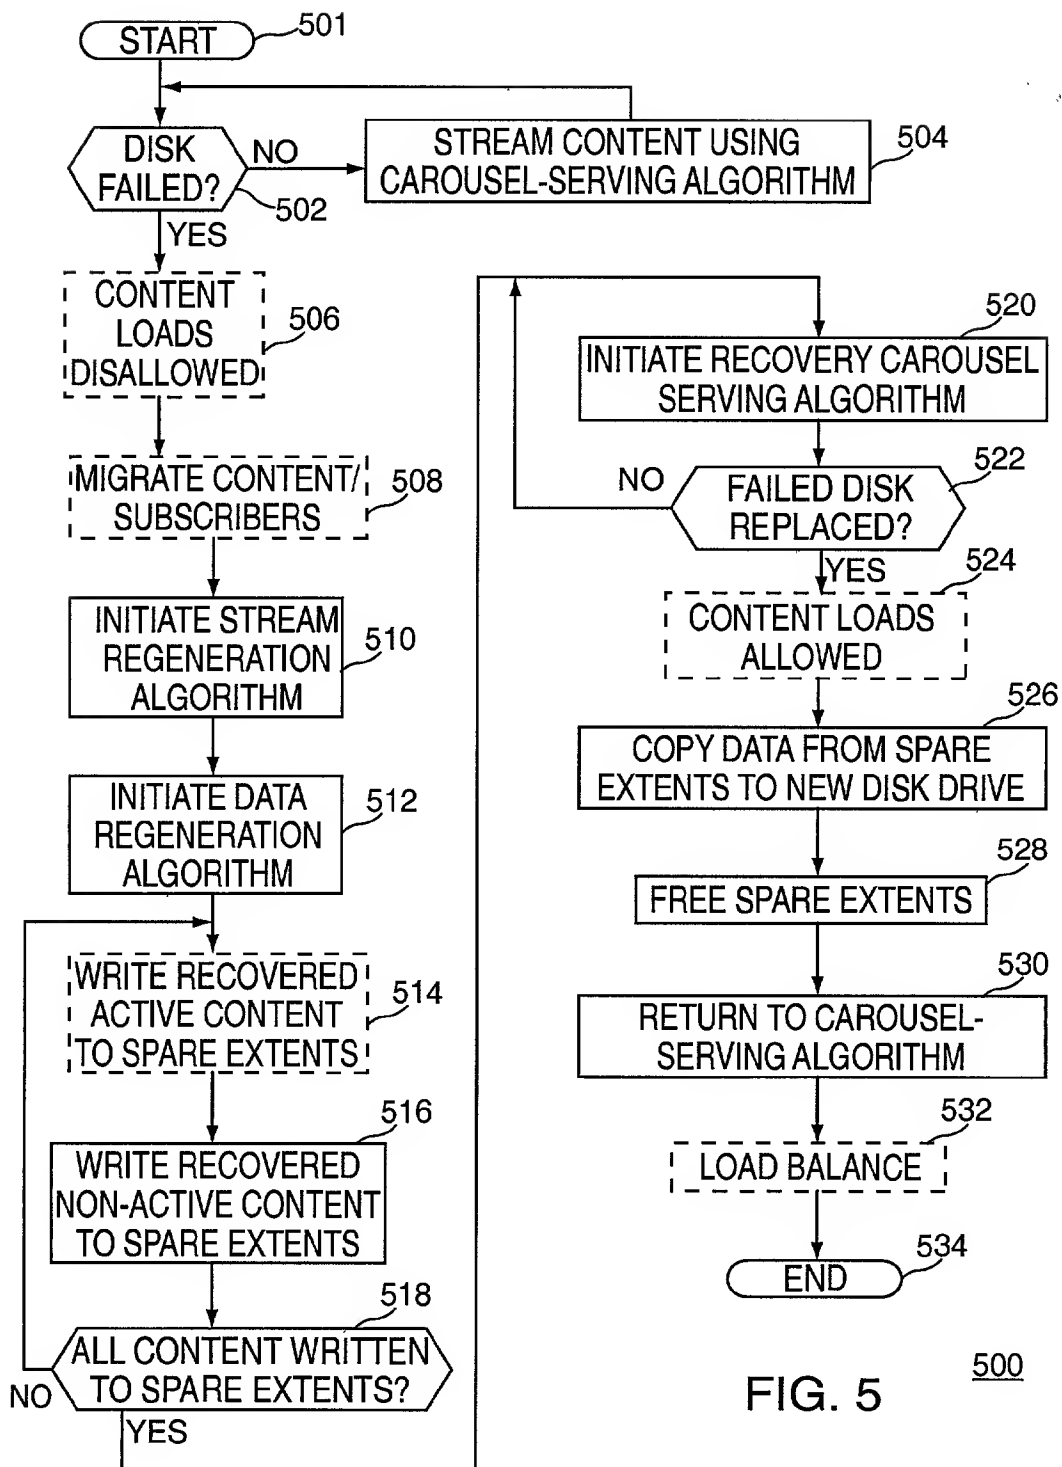 START
501
DISK
FAILED?
502
NO
STREAM CONTENT USING
CAROUSEL-SERVING ALGORITHM
504
YES
CONTENT
LOADS
DISALLOWED
506
MIGRATE CONTENT/
SUBSCRIBERS
508
INITIATE STREAM
REGENERATION
ALGORITHM
510
INITIATE DATA
REGENERATION
ALGORITHM
512
WRITE RECOVERED
ACTIVE CONTENT
TO SPARE EXTENTS
514
516
WRITE RECOVERED
NON-ACTIVE CONTENT
TO SPARE EXTENTS
518
ALL CONTENT WRITTEN
TO SPARE EXTENTS?
NO
YES
520
INITIATE RECOVERY CAROUSEL
SERVING ALGORITHM
522
NO
FAILED DISK
REPLACED?
YES
524
CONTENT LOADS
ALLOWED
526
COPY DATA FROM SPARE
EXTENTS TO NEW DISK DRIVE
528
FREE SPARE EXTENTS
530
RETURN TO CAROUSEL-
SERVING ALGORITHM
532
LOAD BALANCE
534
END
500
FIG. 5